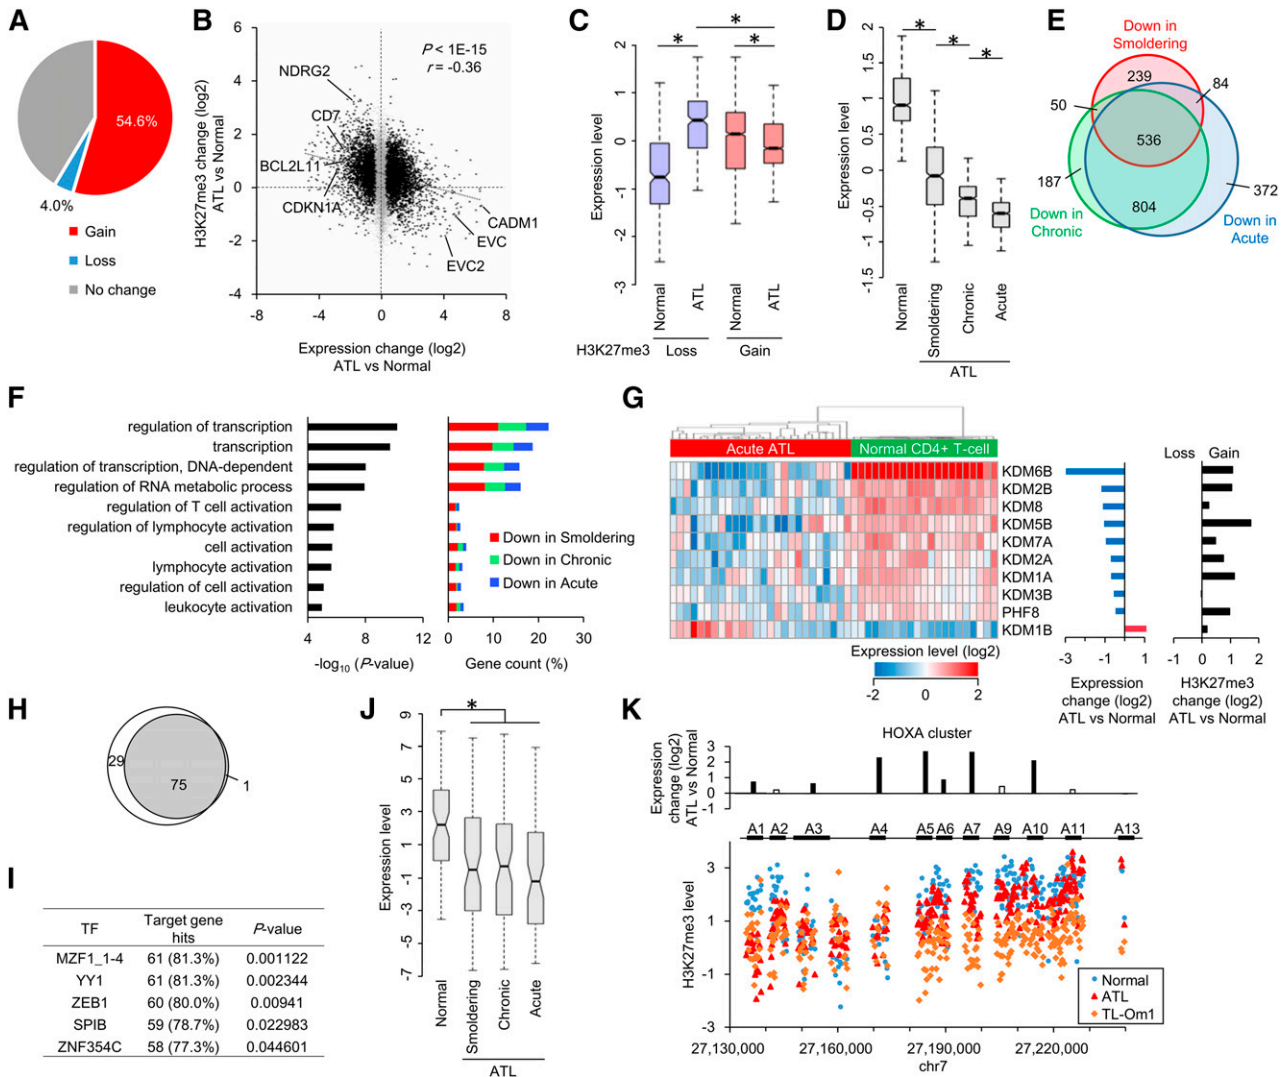 A
54.6%
4.0%
Gain
Loss
No change
B
H3K27me3 change (log2)
ATL vs Normal
6
4
2
0
-2
-4
-8
-4
0
4
8
P < 1E-15
r = -0.36
NDRG2
CD7
BCL2L11
CDKN1A
CADM1
EVC
EVC2
Expression change (log2)
ATL vs Normal
C
Expression level
2
1
0
-1
-2
-3
*
*
*
Normal
ATL
Normal
ATL
H3K27me3
Loss
Gain
D
Expression level
2
1
0.5
0
-0.5
-1
-1.5
*
*
*
Normal
Smoldering
Chronic
Acute
ATL
E
Down in
Smoldering
239
84
50
536
187
804
372
Down in
Chronic
Down in
Acute
F
regulation of transcription
transcription
regulation of transcription, DNA-dependent
regulation of RNA metabolic process
regulation of T cell activation
regulation of lymphocyte activation
cell activation
lymphocyte activation
regulation of cell activation
leukocyte activation
4
8
12
-log10 (P-value)
0
10
20
30
Gene count (%)
Down in Smoldering
Down in Chronic
Down in Acute
G
Acute ATL
Normal CD4+ T-cell
KDM6B
KDM2B
KDM8
KDM5B
KDM7A
KDM2A
KDM1A
KDM3B
PHF8
KDM1B
Expression level (log2)
-2
0
2
-3
-1
1
Expression
change (log2)
ATL vs Normal
Loss
Gain
-1
0
1
2
H3K27me3
change (log2)
ATL vs Normal
H
29
75
1
I
TF
Target gene
hits
P-value
MZF1_1-4 61 (81.3%) 0.001122
YY1 61 (81.3%) 0.002344
ZEB1 60 (80.0%) 0.00941
SPIB 59 (78.7%) 0.022983
ZNF354C 58 (77.3%) 0.044601
J
Expression level
9
7
5
3
1
-1
-3
-5
-7
*
Normal
Smoldering
Chronic
Acute
ATL
K
HOXA cluster
Expression
change (log2)
ATL vs Normal
3
2
1
0
-1
A1 A2 A3 A4 A5 A6 A7 A9 A10 A11 A13
H3K27me3 level
3
1
-1
-3
Normal
ATL
TL-Om1
27,130,000
27,160,000
27,190,000
27,220,000
chr7